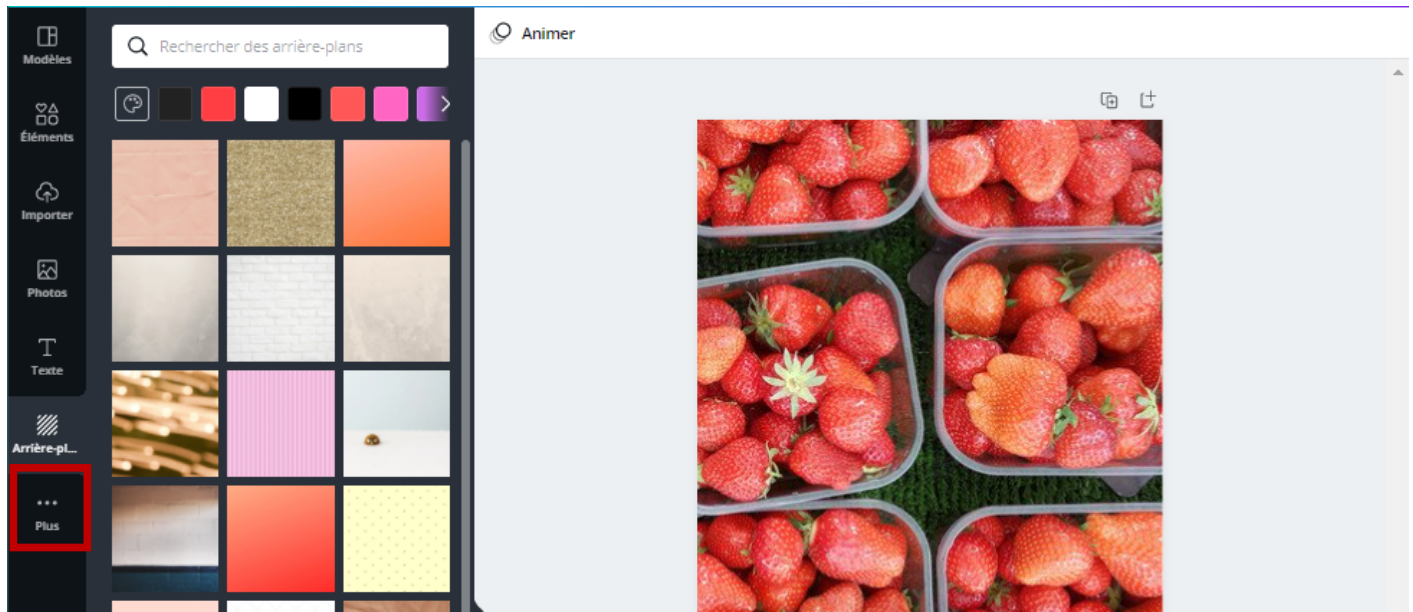 Modèles
Éléments
Importer
Photos
Texte
Arrière-pl...
Plus
Rechercher des arrière-plans
Animer